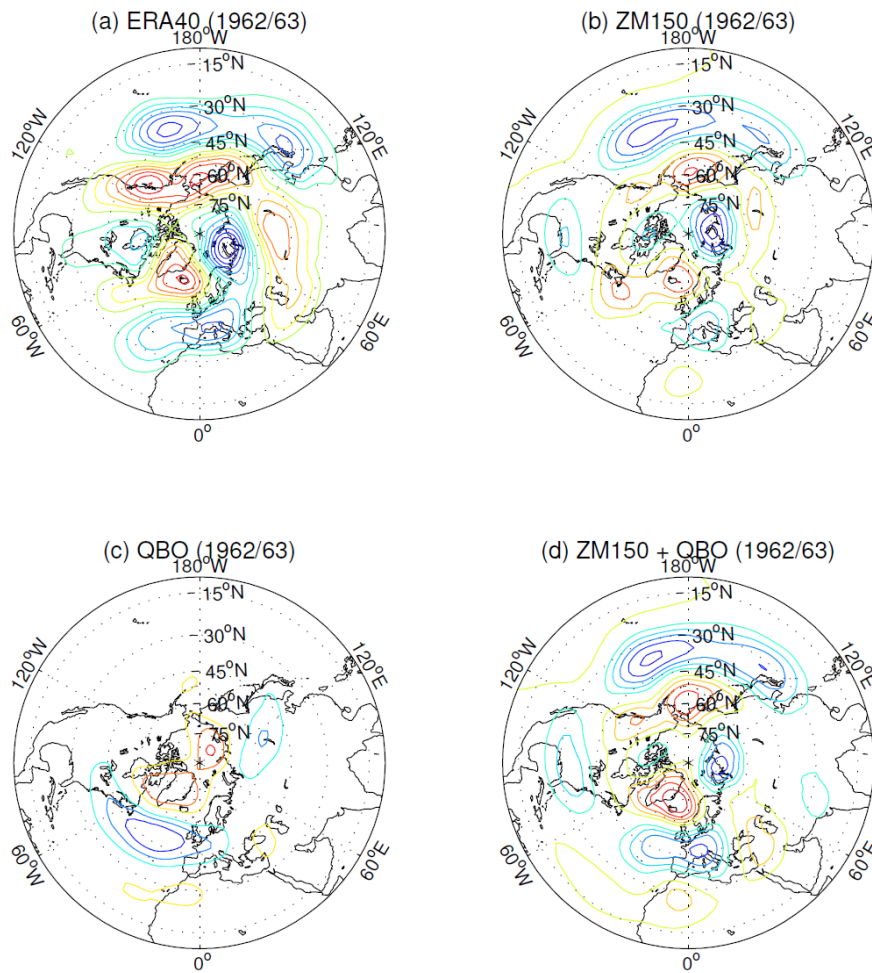 (a) ERA40 (1962/63)
180°W
15°N
30°N
45°N
60°N
75°N
120°W
120°E
60°W
60°E
0°
(b) ZM150 (1962/63)
180°W
15°N
30°N
45°N
60°N
75°N
120°W
120°E
60°W
60°E
0°
(c) QBO (1962/63)
180°W
15°N
30°N
45°N
60°N
75°N
120°W
120°E
60°W
60°E
0°
(d) ZM150 + QBO (1962/63)
180°W
15°N
30°N
45°N
60°N
75°N
120°W
120°E
60°W
60°E
0°